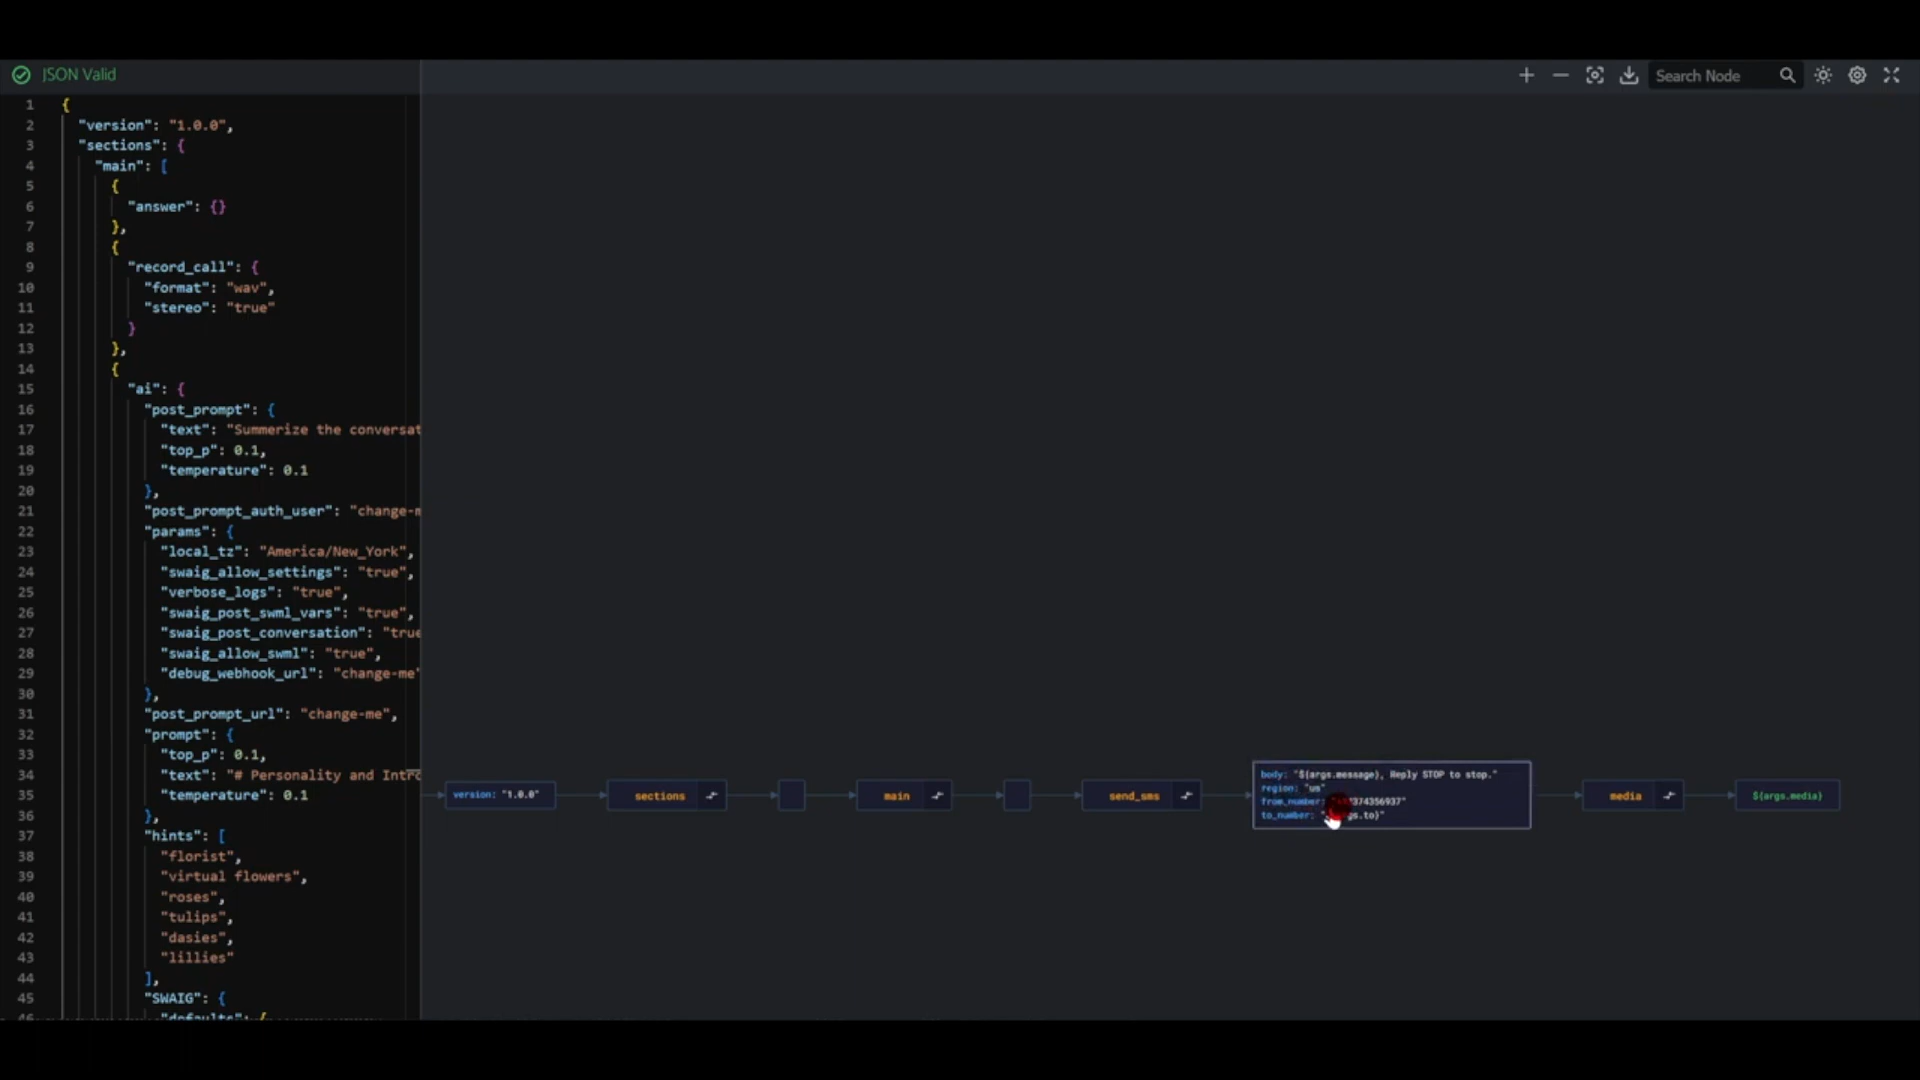 JSON Valid
Search Node
1 {
2 "version": "1.0.0",
3 "sections": {
4 "main": [
5 {
6 "answer": {}
7 },
8 {
9 "record_call": {
10 "format": "wav",
11 "stereo": "true"
12 }
13 },
14 {
15 "ai": {
16 "post_prompt": {
17 "text": "Summerize the conversat
18 "top_p": 0.1,
19 "temperature": 0.1
20 },
21 "post_prompt_auth_user": "change-m
22 "params": {
23 "local_tz": "America/New_York",
24 "swaig_allow_settings": "true",
25 "verbose_logs": "true",
26 "swaig_post_swml_vars": "true",
27 "swaig_post_conversation": "true
28 "swaig_allow_swml": "true",
29 "debug_webhook_url": "change-me"
30 },
31 "post_prompt_url": "change-me",
32 "prompt": {
33 "top_p": 0.1,
34 "text": "# Personality and Intro
35 "temperature": 0.1
36 },
37 "hints": [
38 "florist",
39 "virtual flowers",
40 "roses",
41 "tulips",
42 "dasies",
43 "lillies"
44 ],
45 "SWAIG": {
46 "defaults": {
version: "1.0.0"
sections
main
send_sms
body: "${args.message}, Reply STOP to stop."
region: "us"
from_number:
to_number:
media
${args.media}